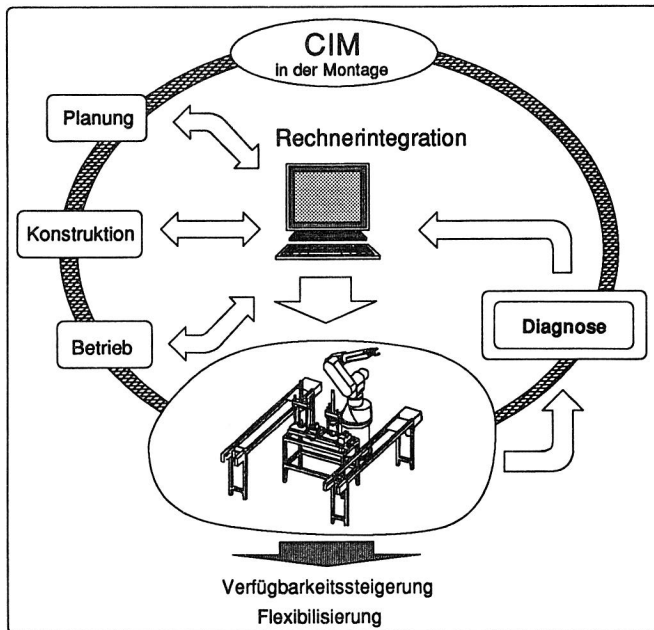 CIM
in der Montage
Planung
Rechnerintegration
Konstruktion
Betrieb
Diagnose
Verfügbarkeitssteigerung
Flexibilisierung